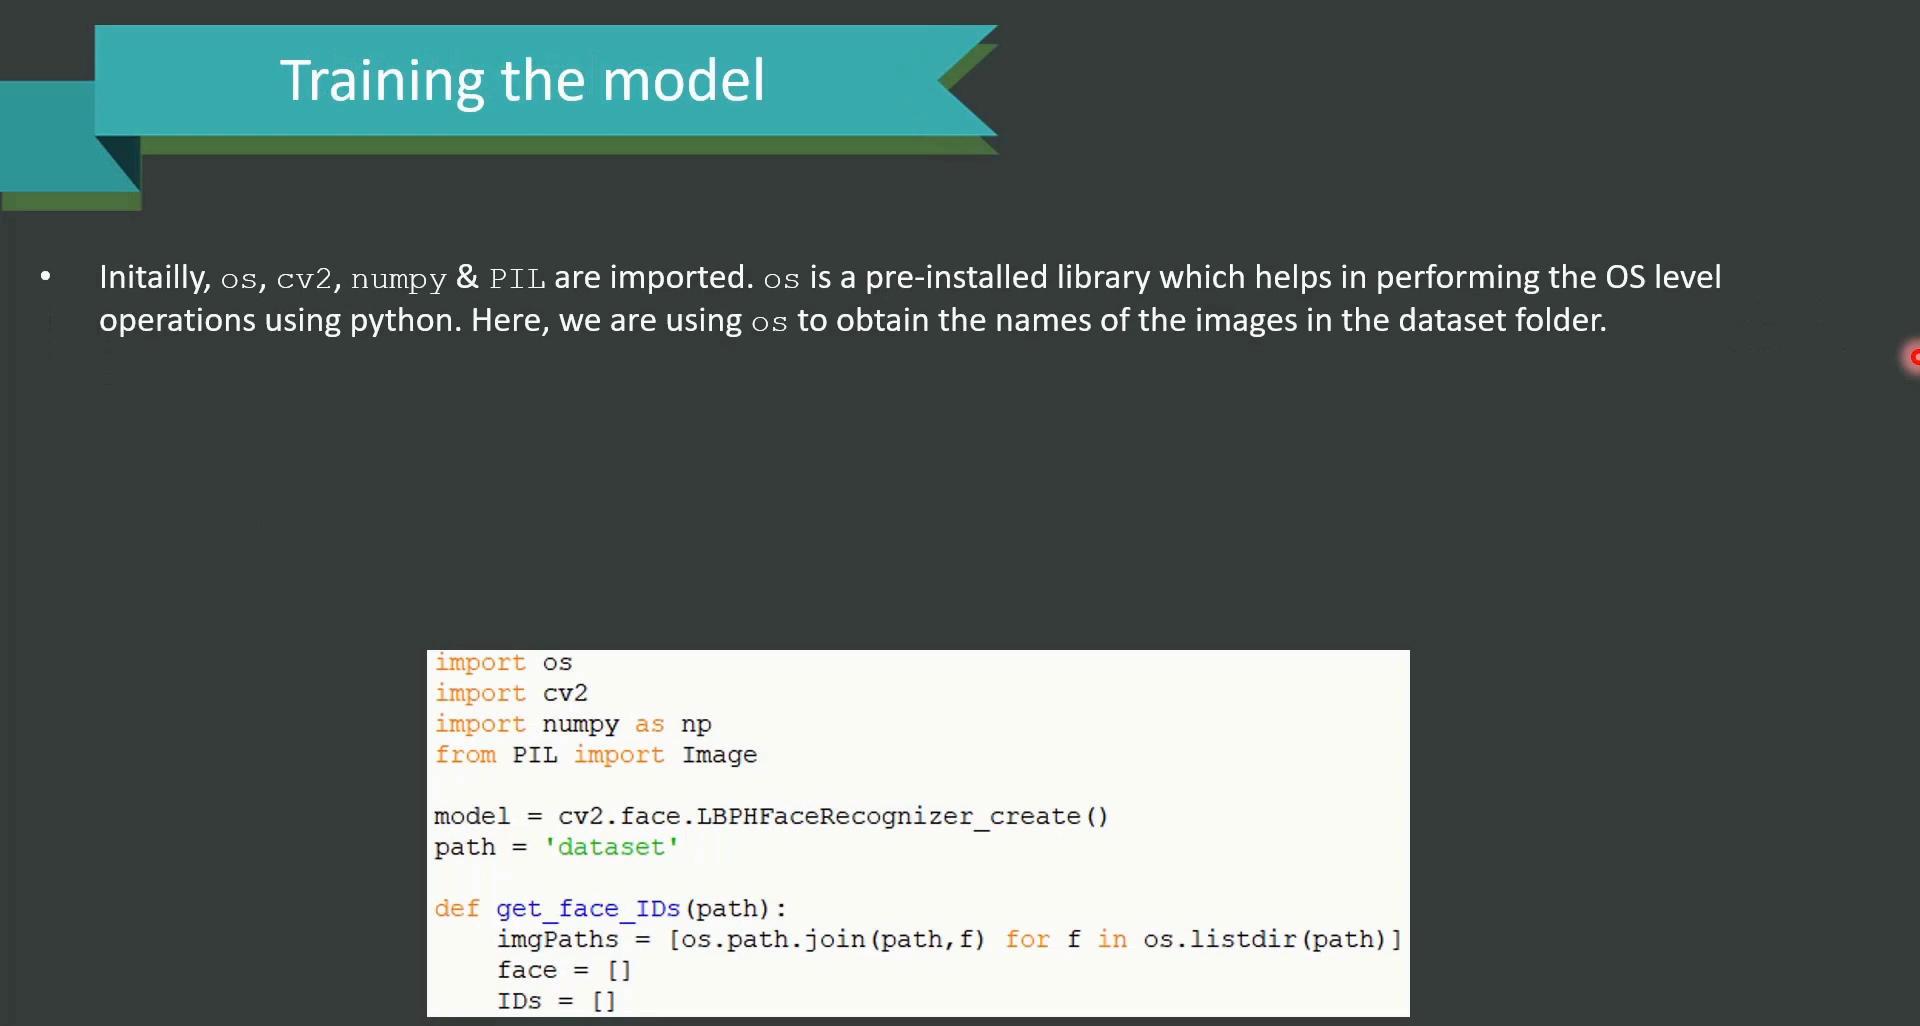 Training the model
• Initailly, os, cv2, numpy & PIL are imported. os is a pre-installed library which helps in performing the OS level
operations using python. Here, we are using os to obtain the names of the images in the dataset folder.
import os
import cv2
import numpy as np
from PIL import Image
model = cv2.face.LBPHFaceRecognizer_create()
path = 'dataset'
def get_face_IDs(path):
    imgPaths = [os.path.join(path,f) for f in os.listdir(path)]
    face = []
    IDs = []